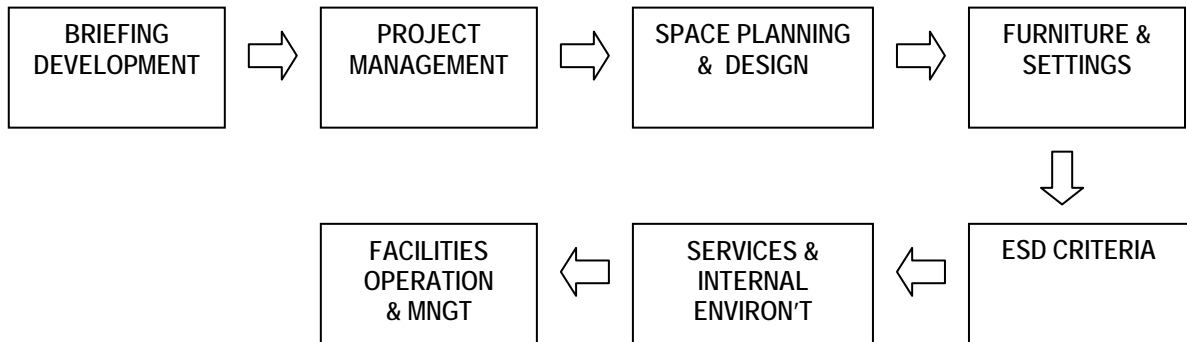 BRIEFING
DEVELOPMENT
PROJECT
MANAGEMENT
SPACE PLANNING
& DESIGN
FURNITURE &
SETTINGS
ESD CRITERIA
SERVICES &
INTERNAL
ENVIRON'T
FACILITIES
OPERATION
& MNGT